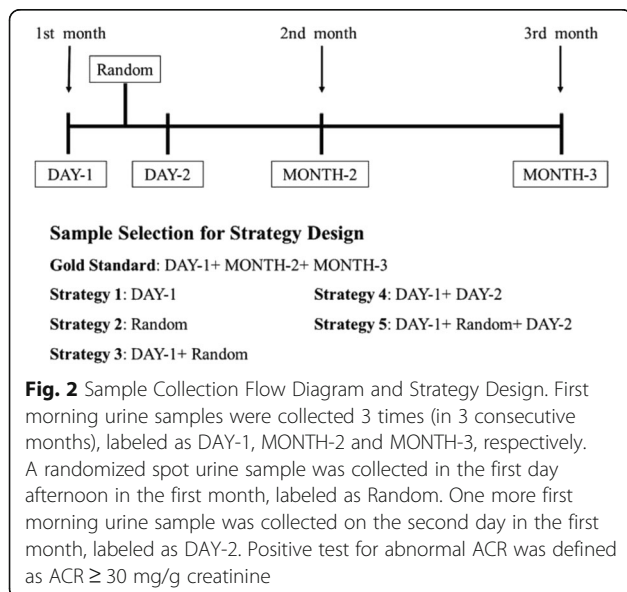 1st month 2nd month 3rd month
Random
DAY-1 DAY-2 MONTH-2 MONTH-3
Sample Selection for Strategy Design
Gold Standard: DAY-1+ MONTH-2+ MONTH-3
Strategy 1: DAY-1 Strategy 4: DAY-1+ DAY-2
Strategy 2: Random Strategy 5: DAY-1+ Random+ DAY-2
Strategy 3: DAY-1+ Random
Fig. 2 Sample Collection Flow Diagram and Strategy Design. First
morning urine samples were collected 3 times (in 3 consecutive
months), labeled as DAY-1, MONTH-2 and MONTH-3, respectively.
A randomized spot urine sample was collected in the first day
afternoon in the first month, labeled as Random. One more first
morning urine sample was collected on the second day in the first
month, labeled as DAY-2. Positive test for abnormal ACR was defined
as ACR ≥ 30 mg/g creatinine